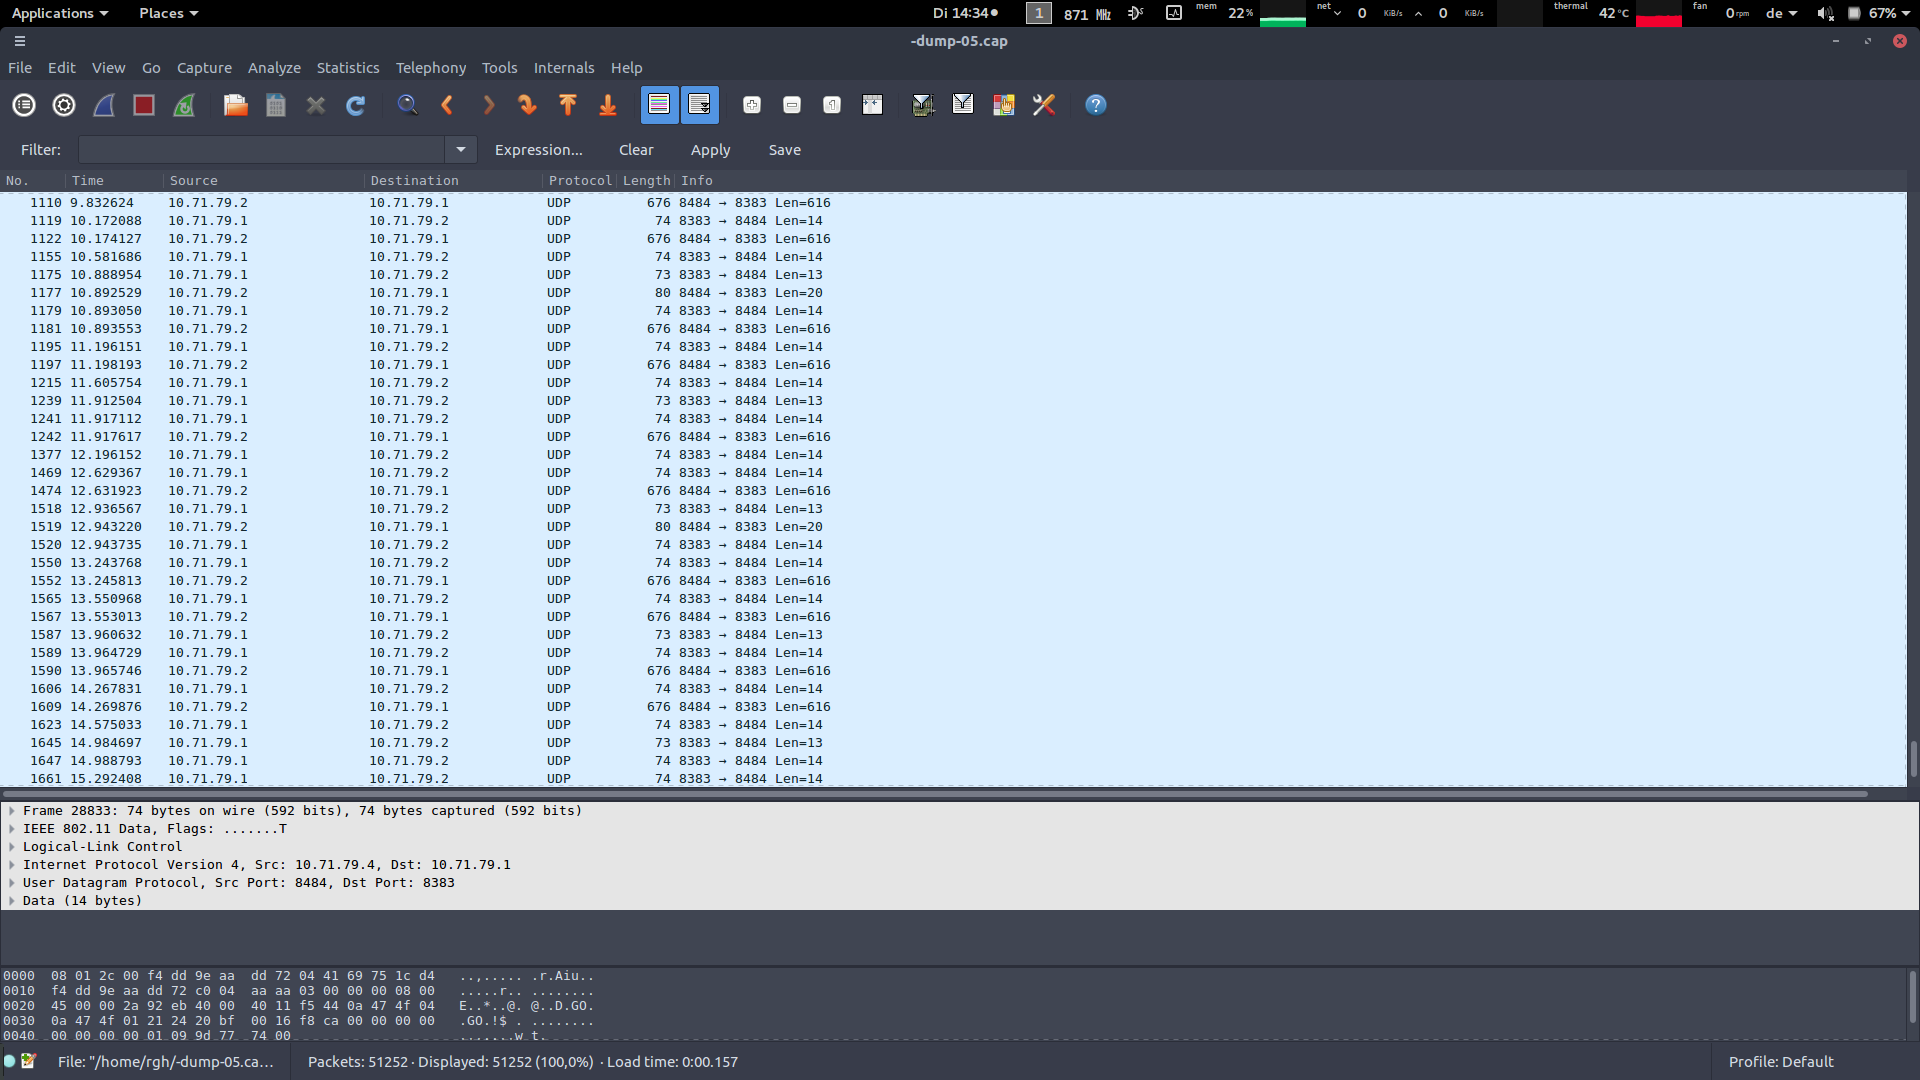 Applications Places Di 14:34 1 871 MHz mem 22% net 0 KiB/s 0 KiB/s thermal 42°C fan 0rpm de 67%
-dump-05.cap
File Edit View Go Capture Analyze Statistics Telephony Tools Internals Help
Filter: Expression... Clear Apply Save
No. Time Source Destination Protocol Length Info
1110 9.832624 10.71.79.2 10.71.79.1 UDP 676 8484 → 8383 Len=616
1119 10.172088 10.71.79.1 10.71.79.2 UDP 74 8383 → 8484 Len=14
1122 10.174127 10.71.79.2 10.71.79.1 UDP 676 8484 → 8383 Len=616
1155 10.581686 10.71.79.1 10.71.79.2 UDP 74 8383 → 8484 Len=14
1175 10.888954 10.71.79.1 10.71.79.2 UDP 73 8383 → 8484 Len=13
1177 10.892529 10.71.79.2 10.71.79.1 UDP 80 8484 → 8383 Len=20
1179 10.893050 10.71.79.1 10.71.79.2 UDP 74 8383 → 8484 Len=14
1181 10.893553 10.71.79.2 10.71.79.1 UDP 676 8484 → 8383 Len=616
1195 11.196151 10.71.79.1 10.71.79.2 UDP 74 8383 → 8484 Len=14
1197 11.198193 10.71.79.2 10.71.79.1 UDP 676 8484 → 8383 Len=616
1215 11.605754 10.71.79.1 10.71.79.2 UDP 74 8383 → 8484 Len=14
1239 11.912504 10.71.79.1 10.71.79.2 UDP 73 8383 → 8484 Len=13
1241 11.917112 10.71.79.1 10.71.79.2 UDP 74 8383 → 8484 Len=14
1242 11.917617 10.71.79.2 10.71.79.1 UDP 676 8484 → 8383 Len=616
1377 12.196152 10.71.79.1 10.71.79.2 UDP 74 8383 → 8484 Len=14
1469 12.629367 10.71.79.1 10.71.79.2 UDP 74 8383 → 8484 Len=14
1474 12.631923 10.71.79.2 10.71.79.1 UDP 676 8484 → 8383 Len=616
1518 12.936567 10.71.79.1 10.71.79.2 UDP 73 8383 → 8484 Len=13
1519 12.943220 10.71.79.2 10.71.79.1 UDP 80 8484 → 8383 Len=20
1520 12.943735 10.71.79.1 10.71.79.2 UDP 74 8383 → 8484 Len=14
1550 13.243768 10.71.79.1 10.71.79.2 UDP 74 8383 → 8484 Len=14
1552 13.245813 10.71.79.2 10.71.79.1 UDP 676 8484 → 8383 Len=616
1565 13.550968 10.71.79.1 10.71.79.2 UDP 74 8383 → 8484 Len=14
1567 13.553013 10.71.79.2 10.71.79.1 UDP 676 8484 → 8383 Len=616
1587 13.960632 10.71.79.1 10.71.79.2 UDP 73 8383 → 8484 Len=13
1589 13.964729 10.71.79.1 10.71.79.2 UDP 74 8383 → 8484 Len=14
1590 13.965746 10.71.79.2 10.71.79.1 UDP 676 8484 → 8383 Len=616
1606 14.267831 10.71.79.1 10.71.79.2 UDP 74 8383 → 8484 Len=14
1609 14.269876 10.71.79.2 10.71.79.1 UDP 676 8484 → 8383 Len=616
1623 14.575033 10.71.79.1 10.71.79.2 UDP 74 8383 → 8484 Len=14
1645 14.984697 10.71.79.1 10.71.79.2 UDP 73 8383 → 8484 Len=13
1647 14.988793 10.71.79.1 10.71.79.2 UDP 74 8383 → 8484 Len=14
1661 15.292408 10.71.79.1 10.71.79.2 UDP 74 8383 → 8484 Len=14
Frame 28833: 74 bytes on wire (592 bits), 74 bytes captured (592 bits)
IEEE 802.11 Data, Flags: .......T
Logical-Link Control
Internet Protocol Version 4, Src: 10.71.79.4, Dst: 10.71.79.1
User Datagram Protocol, Src Port: 8484, Dst Port: 8383
Data (14 bytes)
0000 08 01 2c 00 f4 dd 9e aa dd 72 04 41 69 75 1c d4 ..,..... .r.Aiu..
0010 f4 dd 9e aa dd 72 c0 04 aa aa 03 00 00 00 08 00 .....r.. ........
0020 45 00 00 2a 92 eb 40 00 40 11 f5 44 0a 47 4f 04 E..*..@. @..D.GO.
0030 0a 47 4f 01 21 24 20 bf 00 16 f8 ca 00 00 00 00 .GO.!$ . ........
0040 00 00 00 00 01 09 9d 77 74 00 .......w t.
File: "/home/rgh/-dump-05.ca... Packets: 51252 · Displayed: 51252 (100,0%) · Load time: 0:00.157 Profile: Default